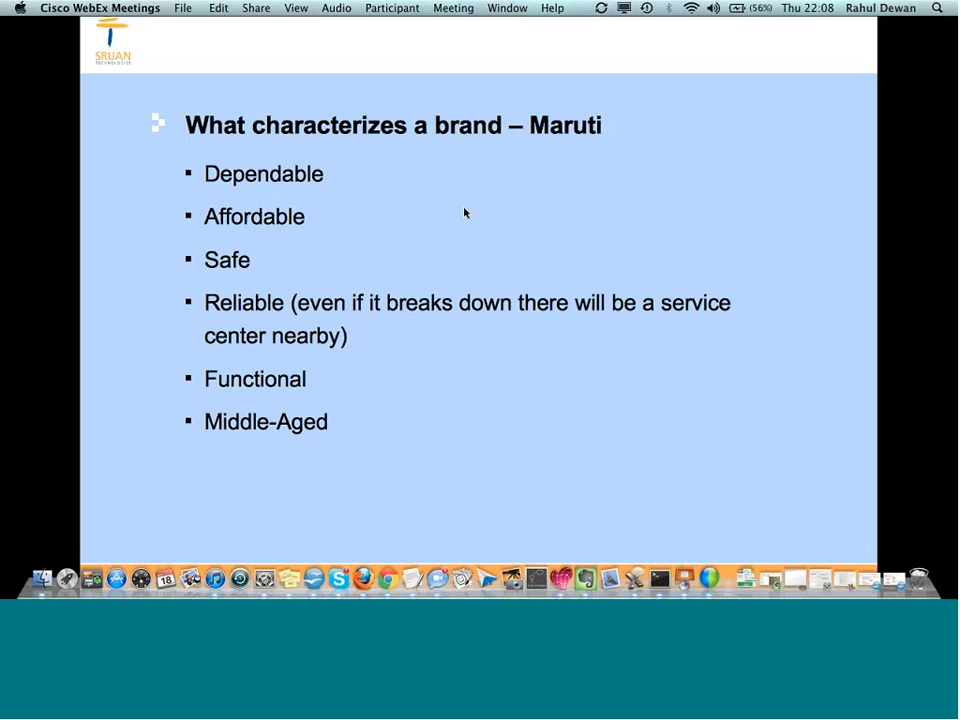 Cisco WebEx Meetings File Edit Share View Audio Participant Meeting Window Help (56%) Thu 22:08 Rahul Dewan
SRIJAN
TECHNOLOGIES
What characterizes a brand – Maruti
▪ Dependable
▪ Affordable
▪ Safe
▪ Reliable (even if it breaks down there will be a service
center nearby)
▪ Functional
▪ Middle-Aged
18